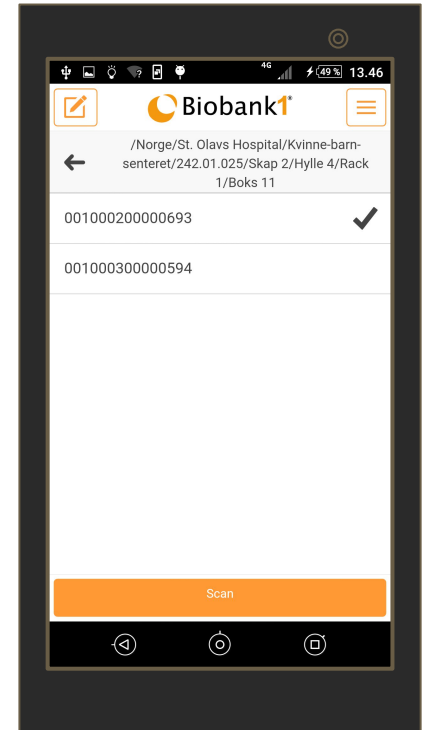 4G 49% 13.46
Biobank1®
/Norge/St. Olavs Hospital/Kvinne-barn-
senteret/242.01.025/Skap 2/Hylle 4/Rack
1/Boks 11
001000200000693
001000300000594
Scan